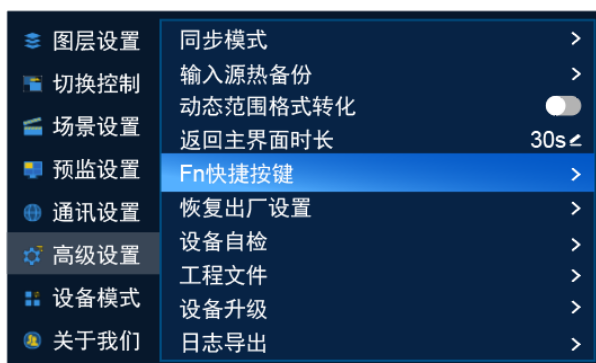 图层设置
切换控制
场景设置
预监设置
通讯设置
高级设置
设备模式
关于我们
同步模式 >
输入源热备份 >
动态范围格式转化
返回主界面时长 30s
Fn快捷按键 >
恢复出厂设置 >
设备自检 >
工程文件 >
设备升级 >
日志导出 >